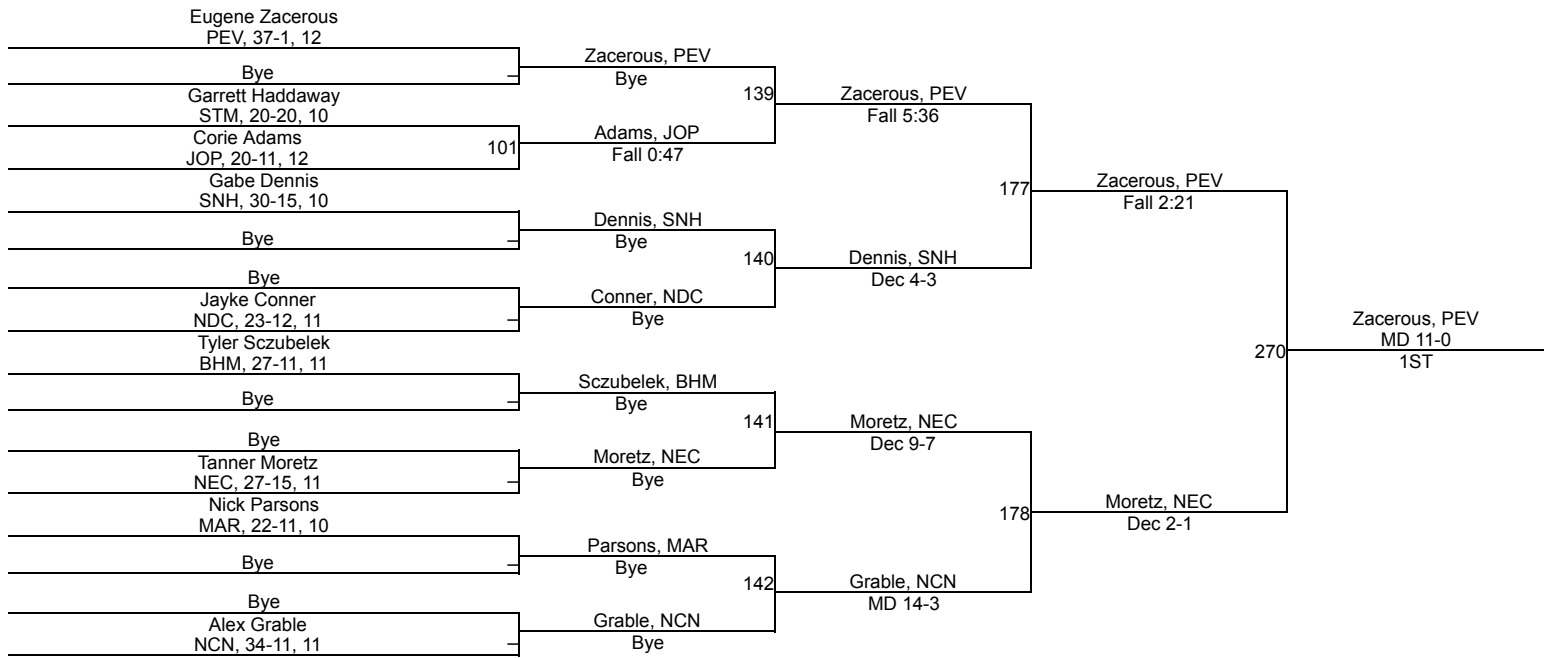 Eugene Zacerous
PEV, 37-1, 12
Bye
Garrett Haddaway
STM, 20-20, 10
Corie Adams
JOP, 20-11, 12
101
Gabe Dennis
SNH, 30-15, 10
Bye
Bye
Jayke Conner
NDC, 23-12, 11
Tyler Sczubelek
BHM, 27-11, 11
Bye
Bye
Tanner Moretz
NEC, 27-15, 11
Nick Parsons
MAR, 22-11, 10
Bye
Bye
Alex Grable
NCN, 34-11, 11
Zacerous, PEV
Bye
139
Adams, JOP
Fall 0:47
Dennis, SNH
Bye
140
Conner, NDC
Bye
Sczubelek, BHM
Bye
141
Moretz, NEC
Bye
Parsons, MAR
Bye
142
Grable, NCN
Bye
Zacerous, PEV
Fall 5:36
177
Dennis, SNH
Dec 4-3
Moretz, NEC
Dec 9-7
178
Grable, NCN
MD 14-3
Zacerous, PEV
Fall 2:21
270
Moretz, NEC
Dec 2-1
Zacerous, PEV
MD 11-0
1ST